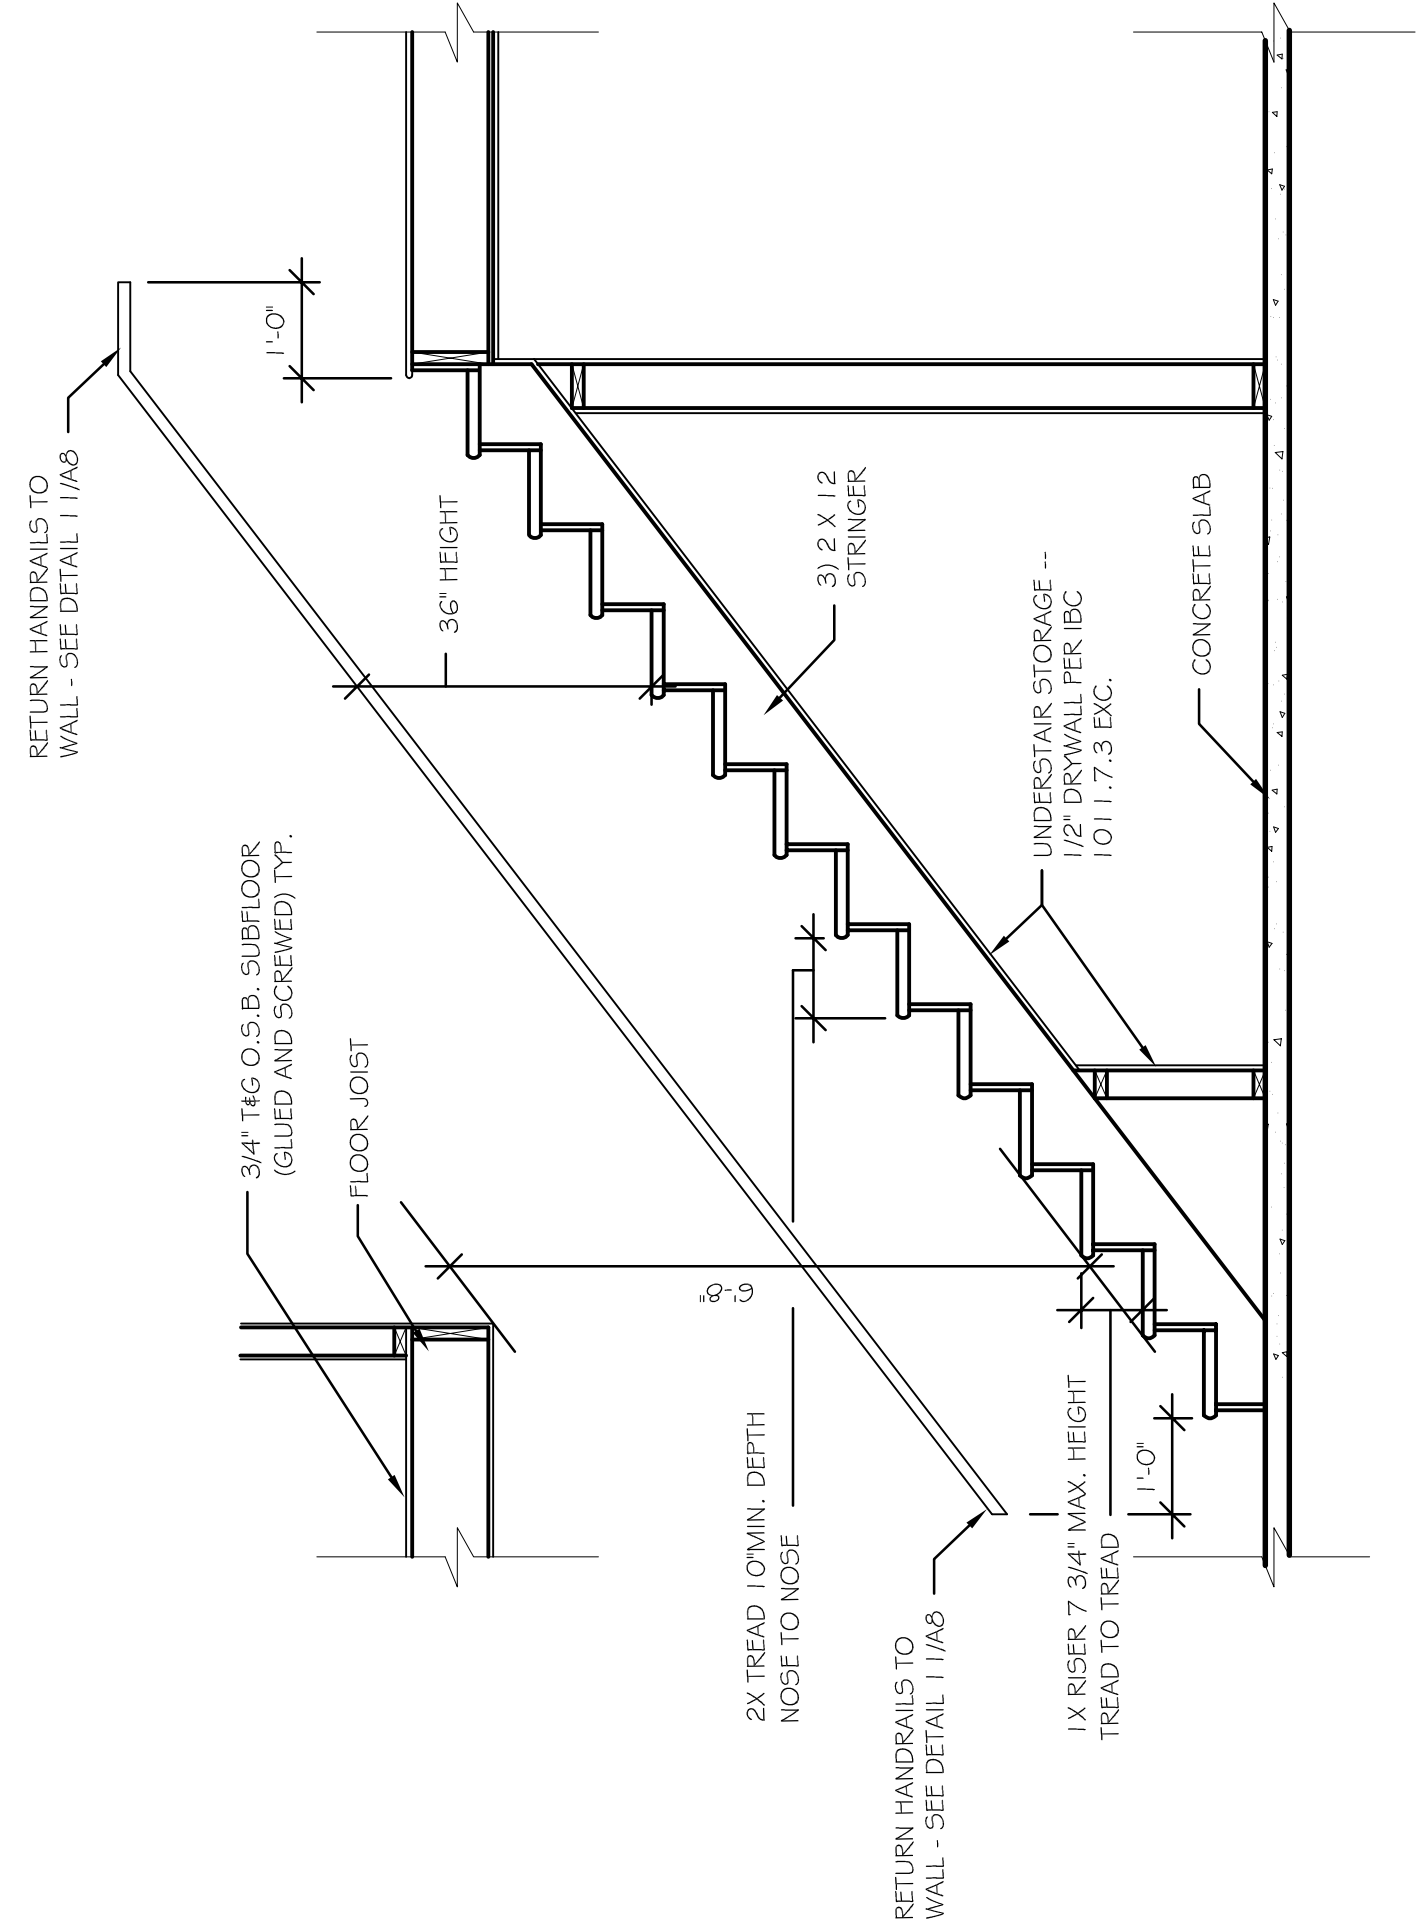 RETURN HANDRAILS TO
WALL - SEE DETAIL 11/A8
1'-0"
36" HEIGHT
3/4" T&G O.S.B. SUBFLOOR
(GLUED AND SCREWED) TYP.
FLOOR JOIST
3) 2 X 12
STRINGER
UNDERSTAIR STORAGE --
1/2" DRYWALL PER IBC
1011.7.3 EXC.
CONCRETE SLAB
6'-8"
2X TREAD 10"MIN. DEPTH
NOSE TO NOSE
RETURN HANDRAILS TO
WALL - SEE DETAIL 11/A8
1X RISER 7 3/4" MAX. HEIGHT
TREAD TO TREAD
1'-0"